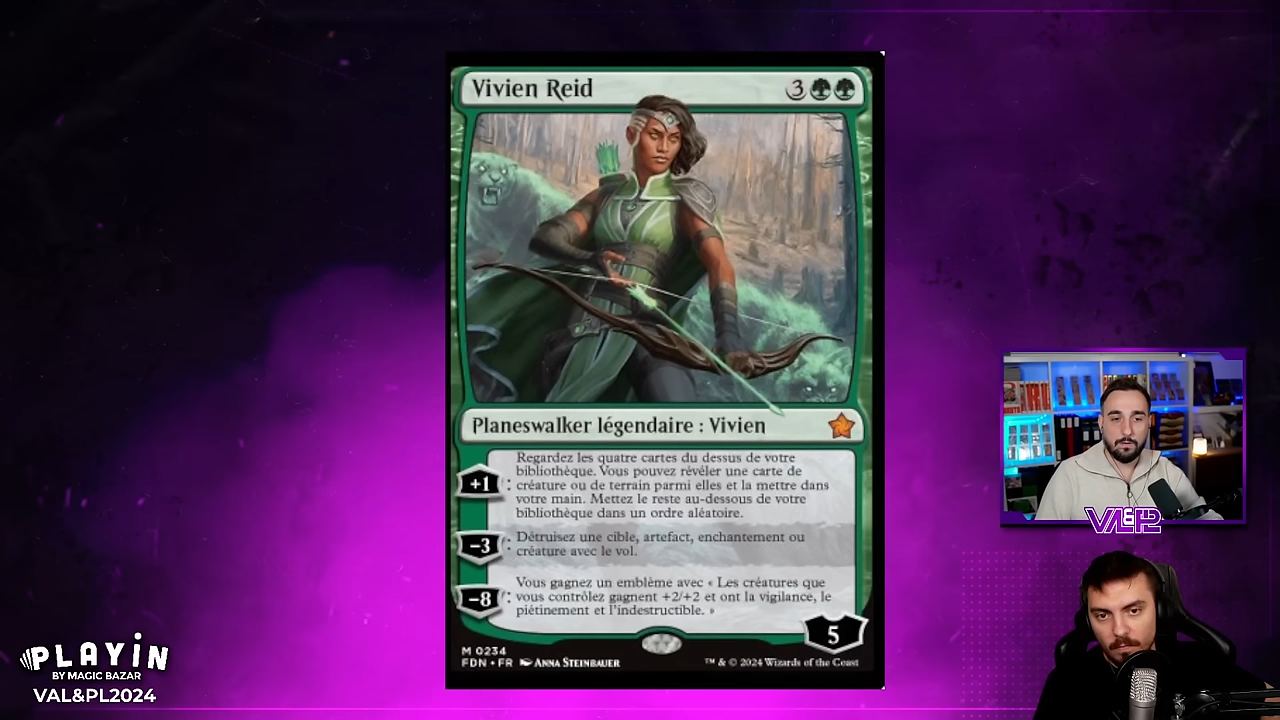 Vivien Reid
3
Planeswalker légendaire : Vivien
Regardez les quatre cartes du dessus de votre
bibliothèque. Vous pouvez révéler une carte de
+1 : créature ou de terrain parmi elles et la mettre dans
votre main. Mettez le reste au-dessous de votre
bibliothèque dans un ordre aléatoire.
-3 : Détruisez une cible, artefact, enchantement ou
créature avec le vol.
Vous gagnez un emblème avec « Les créatures que
-8 : vous contrôlez gagnent +2/+2 et ont la vigilance, le
piétinement et l'indestructible. »
5
M 0234
FDN • FR ANNA STEINBAUER
™ & © 2024 Wizards of the Coast
VAL&PL
PLAYIN
BY MAGIC BAZAR
VAL&PL2024